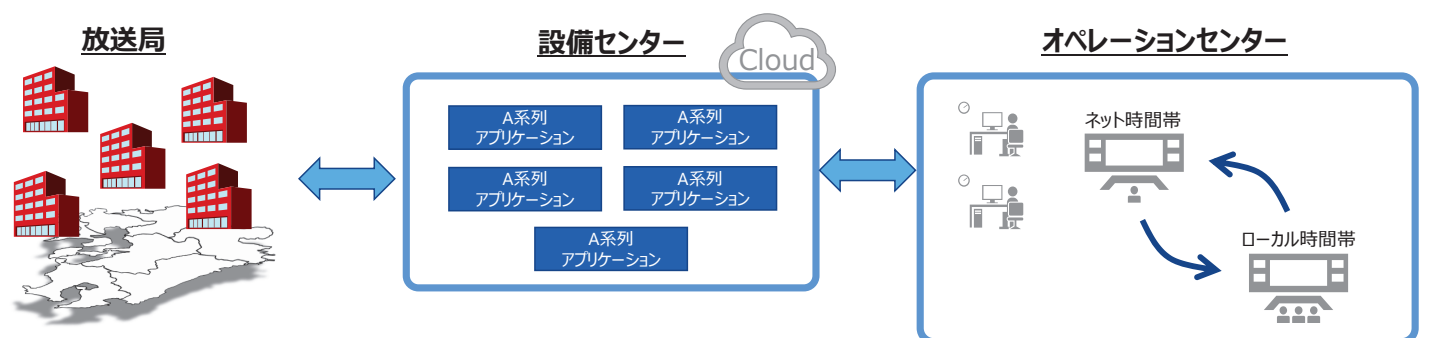 放送局
設備センター
Cloud
オペレーションセンター
A系列
アプリケーション
A系列
アプリケーション
A系列
アプリケーション
A系列
アプリケーション
A系列
アプリケーション
ネット時間帯
ローカル時間帯